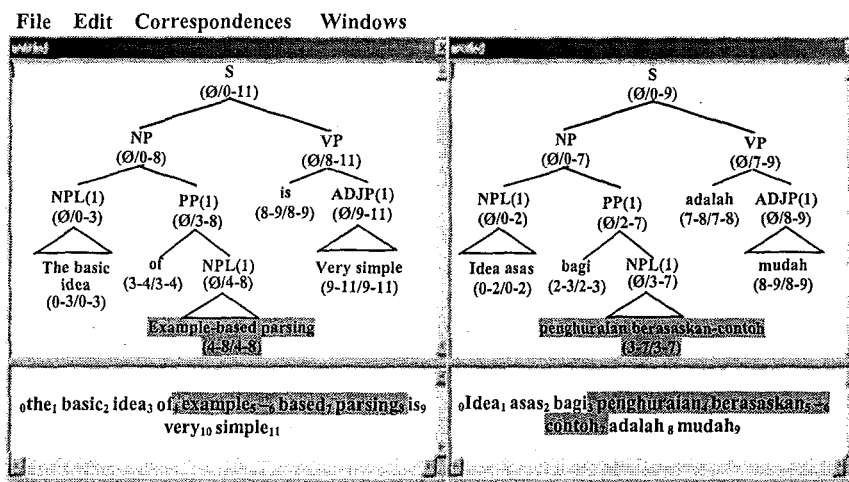 File Edit Correspondences Windows
untitled untitled
S
(Ø/0-11)
NP VP
(Ø/0-8) (Ø/8-11)
NPL(1) PP(1) is ADJP(1)
(Ø/0-3) (Ø/3-8) (8-9/8-9) (Ø/9-11)
The basic of NPL(1) Very simple
idea (3-4/3-4) (Ø/4-8) (9-11/9-11)
(0-3/0-3)
Example-based parsing
(4-8/4-8)
0the1 basic2 idea3 of4 example5 –6 based7 parsing8 is9
very10 simple11
S
(Ø/0-9)
NP VP
(Ø/0-7) (Ø/7-9)
NPL(1) PP(1) adalah ADJP(1)
(Ø/0-2) (Ø/2-7) (7-8/7-8) (Ø/8-9)
Idea asas bagi NPL(1) mudah
(0-2/0-2) (2-3/2-3) (Ø/3-7) (8-9/8-9)
penghuraian berasaskan-contoh
(3-7/3-7)
0Idea1 asas2 bagi3 penghuraian4 berasaskan5 –6
contoh7 adalah 8 mudah9